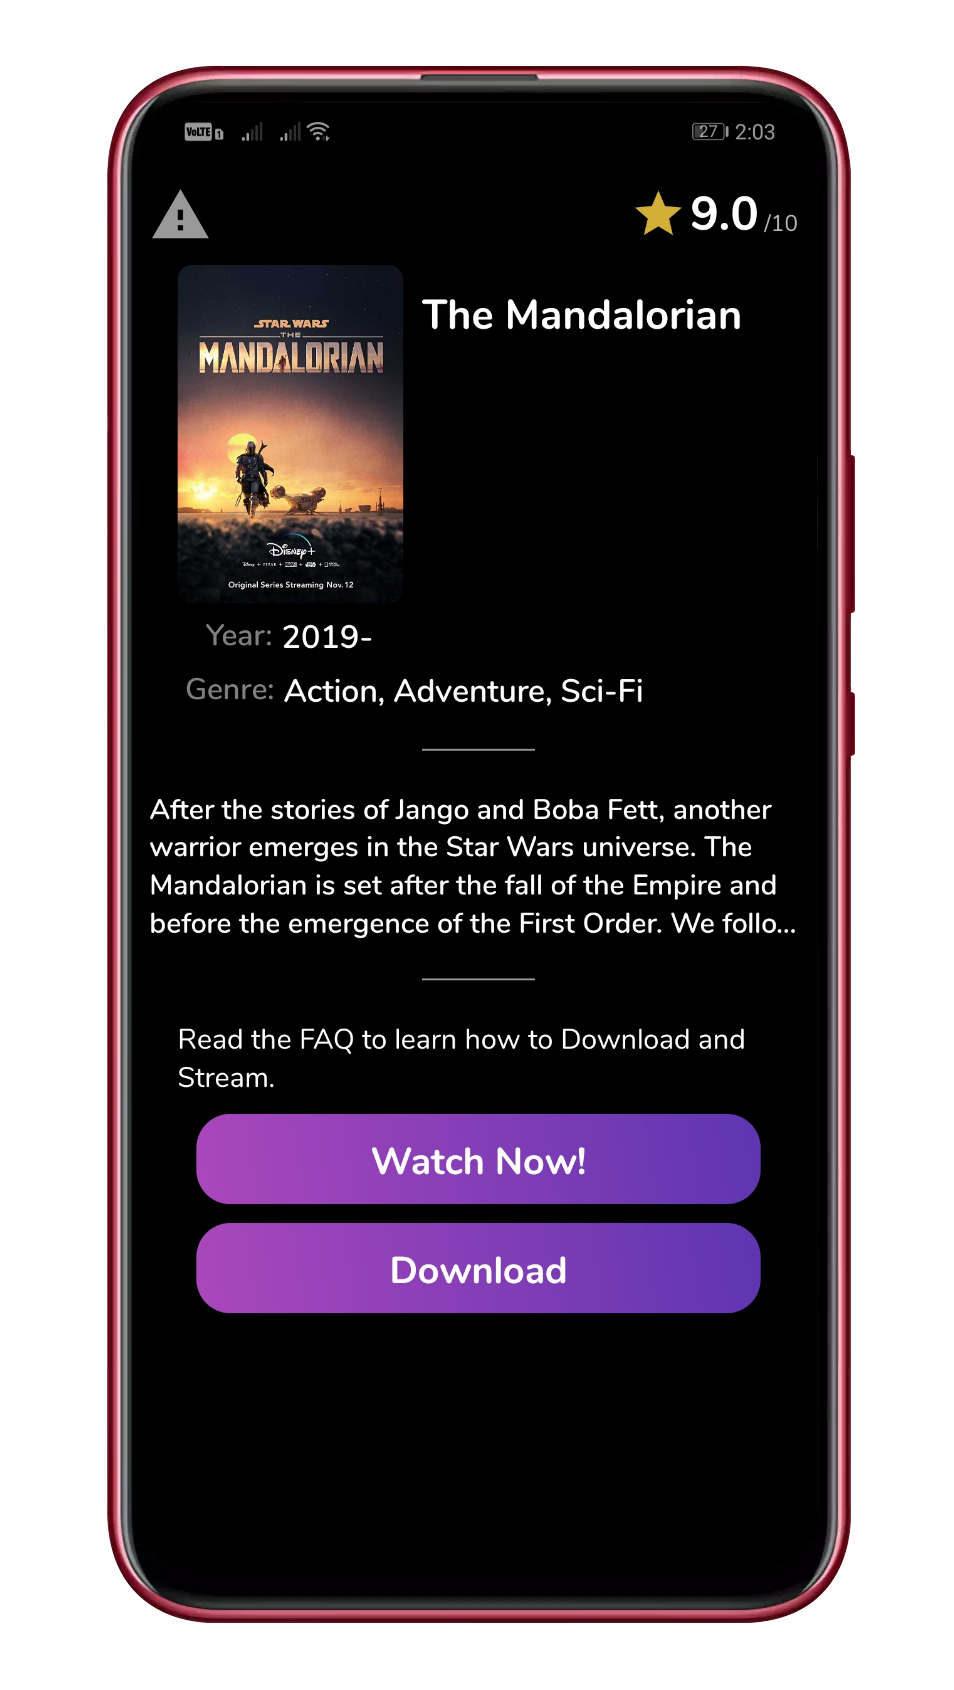 VoLTE 1
27 2:03
9.0 /10
STAR WARS
THE
MANDALORIAN
Disney+
Original Series Streaming Nov. 12
The Mandalorian
Year: 2019-
Genre: Action, Adventure, Sci-Fi
After the stories of Jango and Boba Fett, another
warrior emerges in the Star Wars universe. The
Mandalorian is set after the fall of the Empire and
before the emergence of the First Order. We follo...
Read the FAQ to learn how to Download and
Stream.
Watch Now!
Download